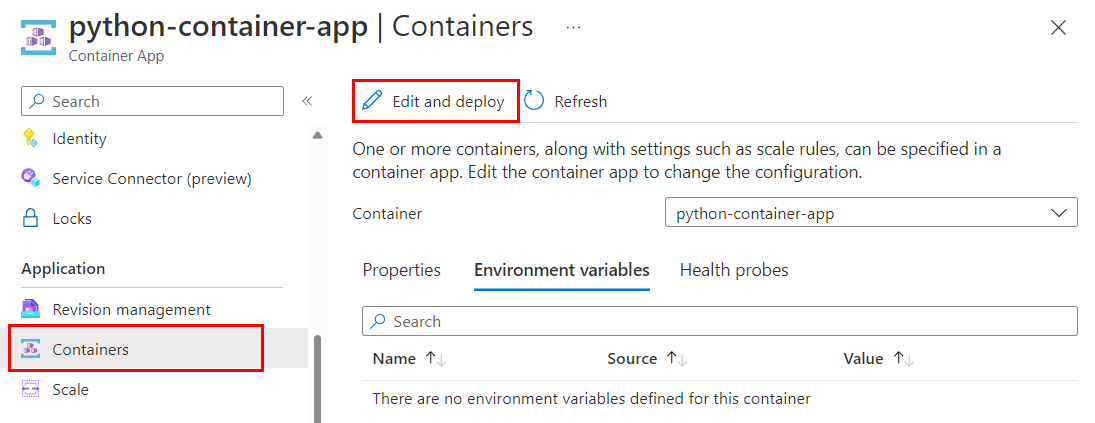 python-container-app | Containers ...
Container App
Search
Identity
Service Connector (preview)
Locks
Application
Revision management
Containers
Scale
Edit and deploy
Refresh
One or more containers, along with settings such as scale rules, can be specified in a
container app. Edit the container app to change the configuration.
Container
python-container-app
Properties
Environment variables
Health probes
Search
Name
Source
Value
There are no environment variables defined for this container